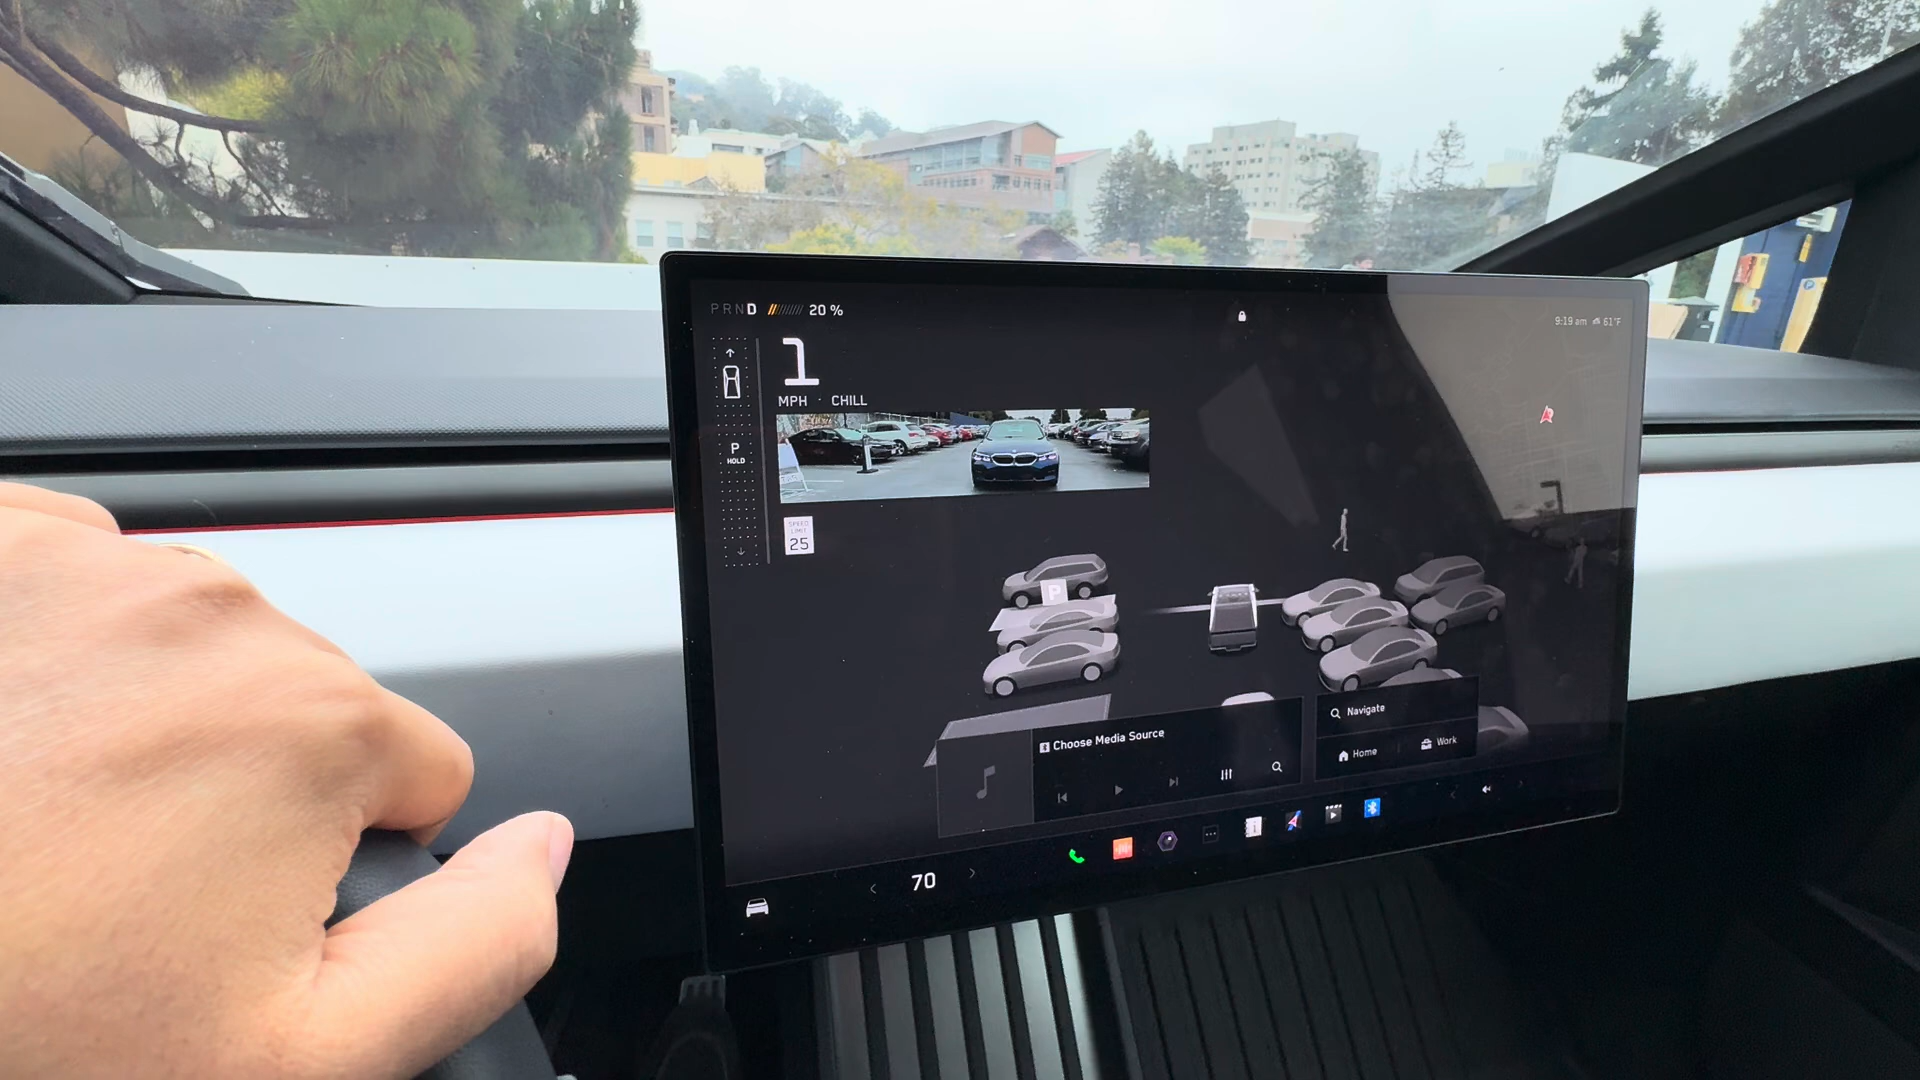 PRND 20 %
9:19 am 61°F
1
MPH · CHILL
P
HOLD
SPEED
LIMIT
25
P
Navigate
Choose Media Source
Home
Work
70